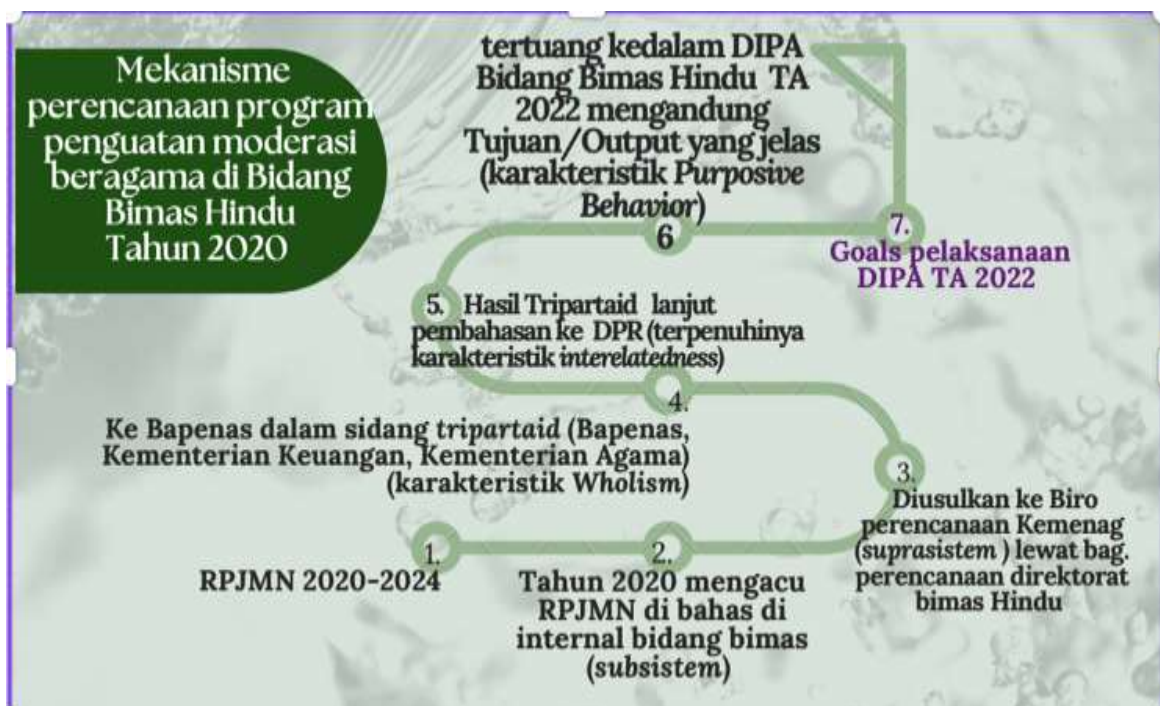 Mekanisme
perencanaan program
penguatan moderasi
beragama di Bidang
Bimas Hindu
Tahun 2020
tertuang kedalam DIPA
Bidang Bimas Hindu TA
2022 mengandung
Tujuan/Output yang jelas
(karakteristik Purposive
Behavior)
6
7.
Goals pelaksanaan
DIPA TA 2022
5. Hasil Tripartaid lanjut
pembahasan ke DPR (terpenuhinya
karakteristik interelatedness)
4.
Ke Bapenas dalam sidang tripartaid (Bapenas,
Kementerian Keuangan, Kementerian Agama)
(karakteristik Wholism)
3.
Diusulkan ke Biro
perencanaan Kemenag
(suprasistem ) lewat bag.
perencanaan direktorat
bimas Hindu
1.
RPJMN 2020-2024
2.
Tahun 2020 mengacu
RPJMN di bahas di
internal bidang bimas
(subsistem)